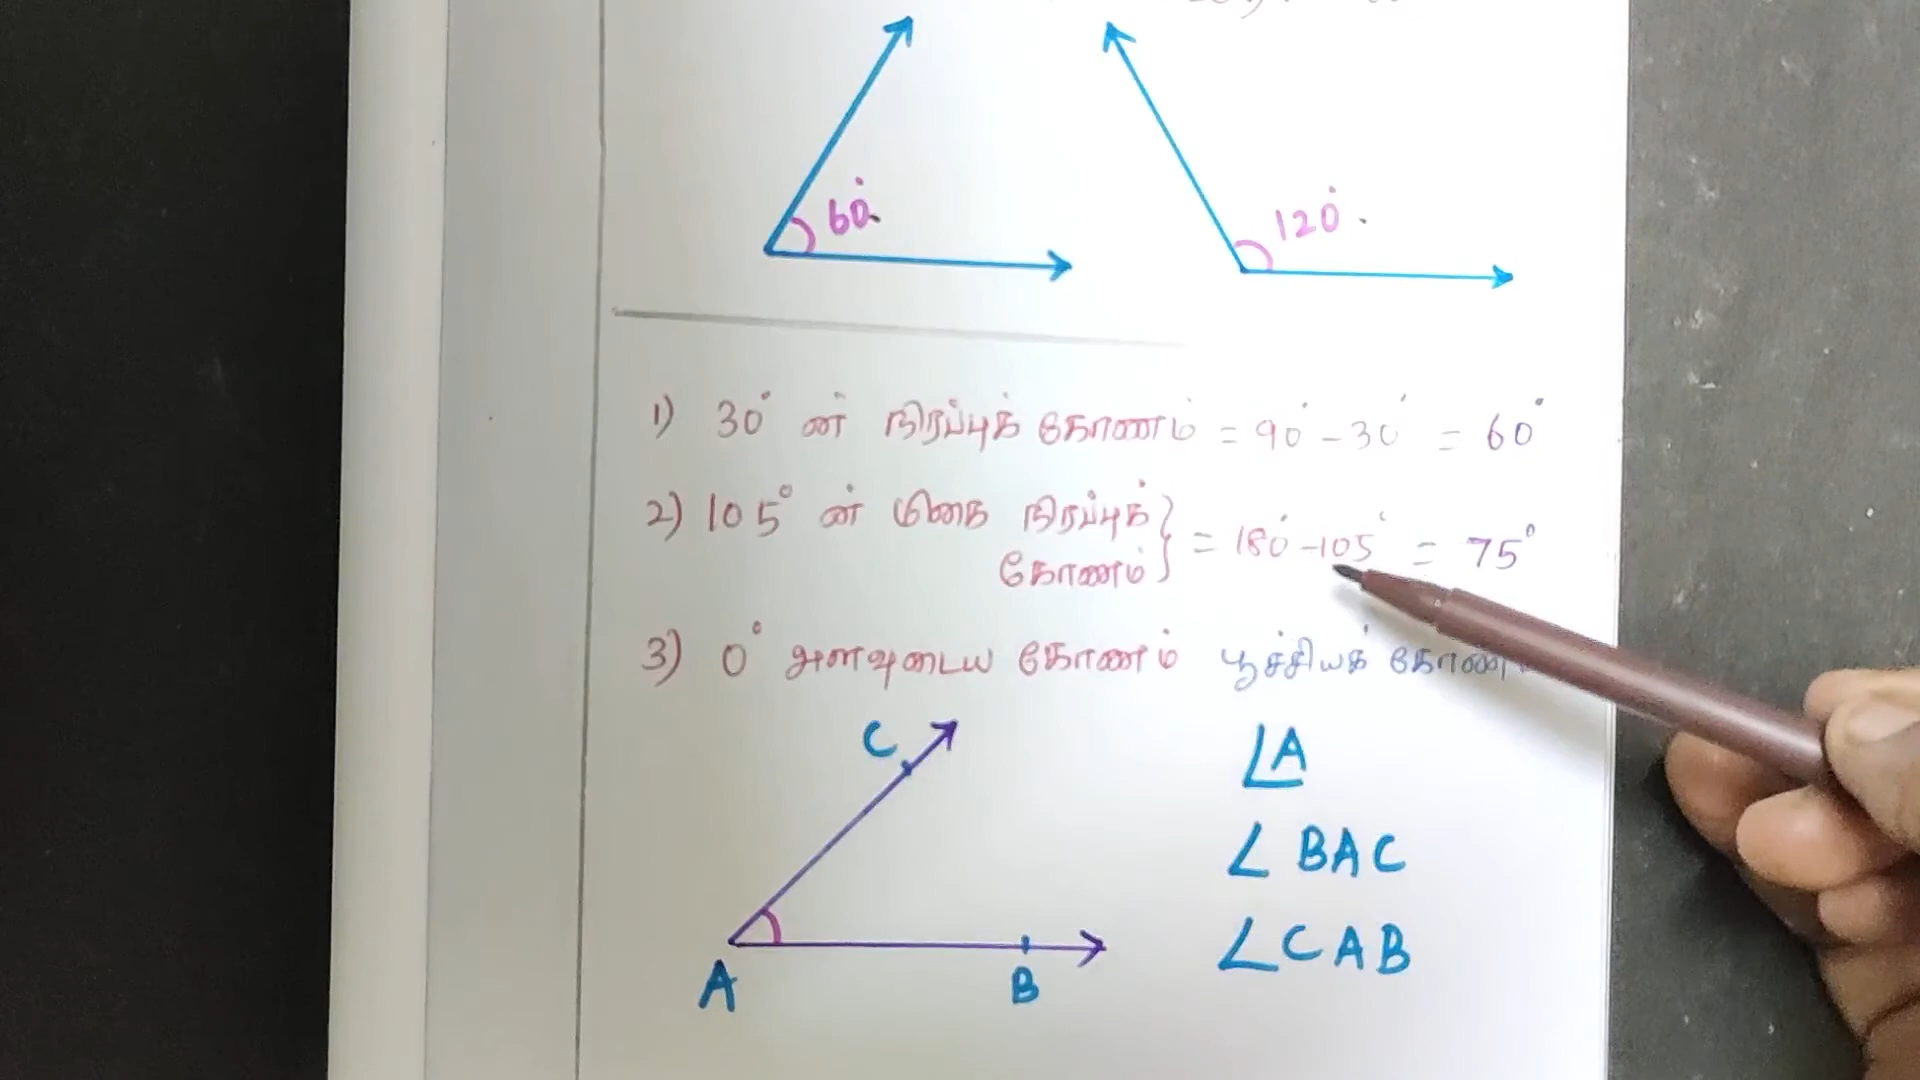 60°
120°
1) 30° ன் நிரப்புக் கோணம் = 90° - 30° = 60°
2) 105° ன் மிகை நிரப்புக்
கோணம் } = 180° - 105° = 75°
3) 0° அளவுடைய கோணம் பூச்சியக்
C
A
B
∠A
∠BAC
∠CAB